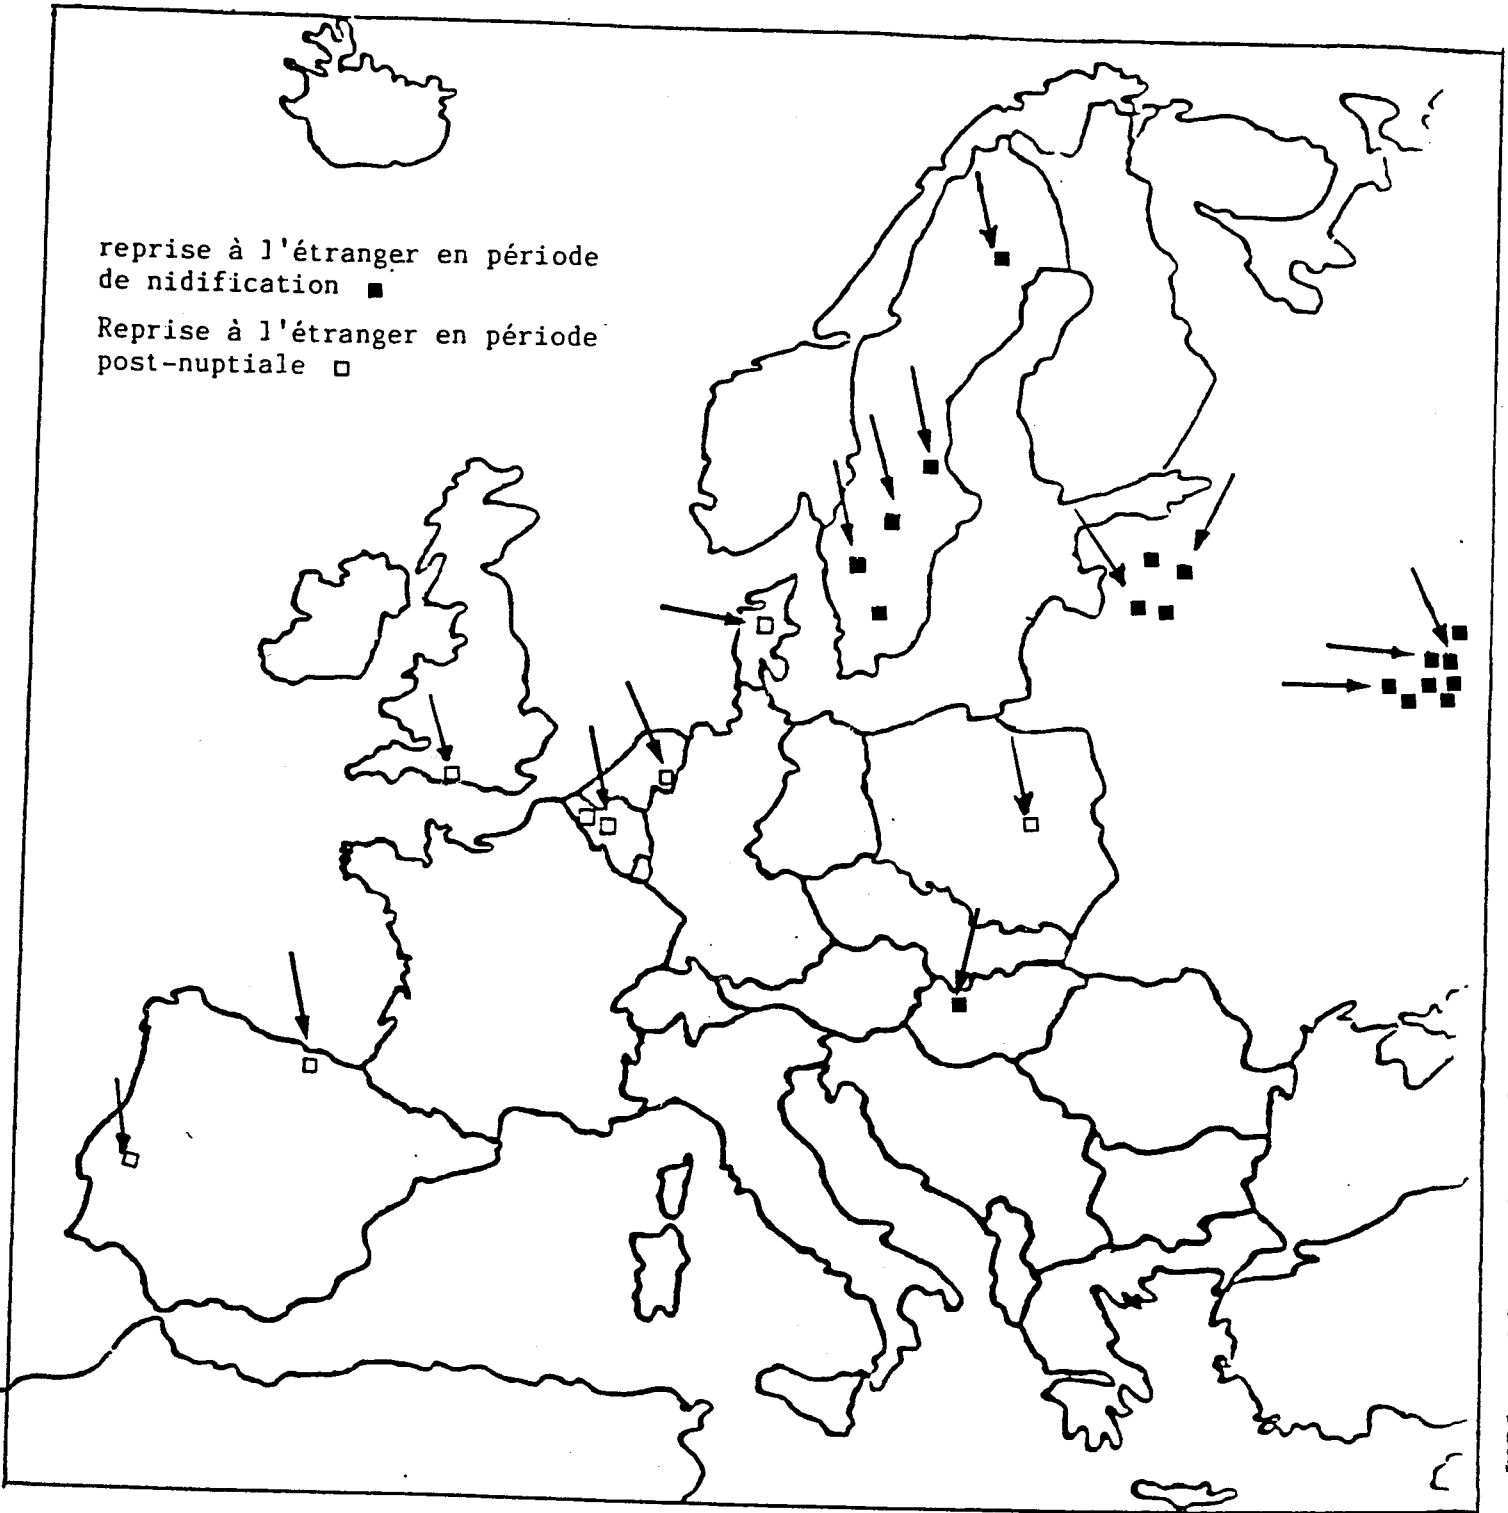 reprise à l'étranger en période
de nidification ■
Reprise à l'étranger en période
post-nuptiale □